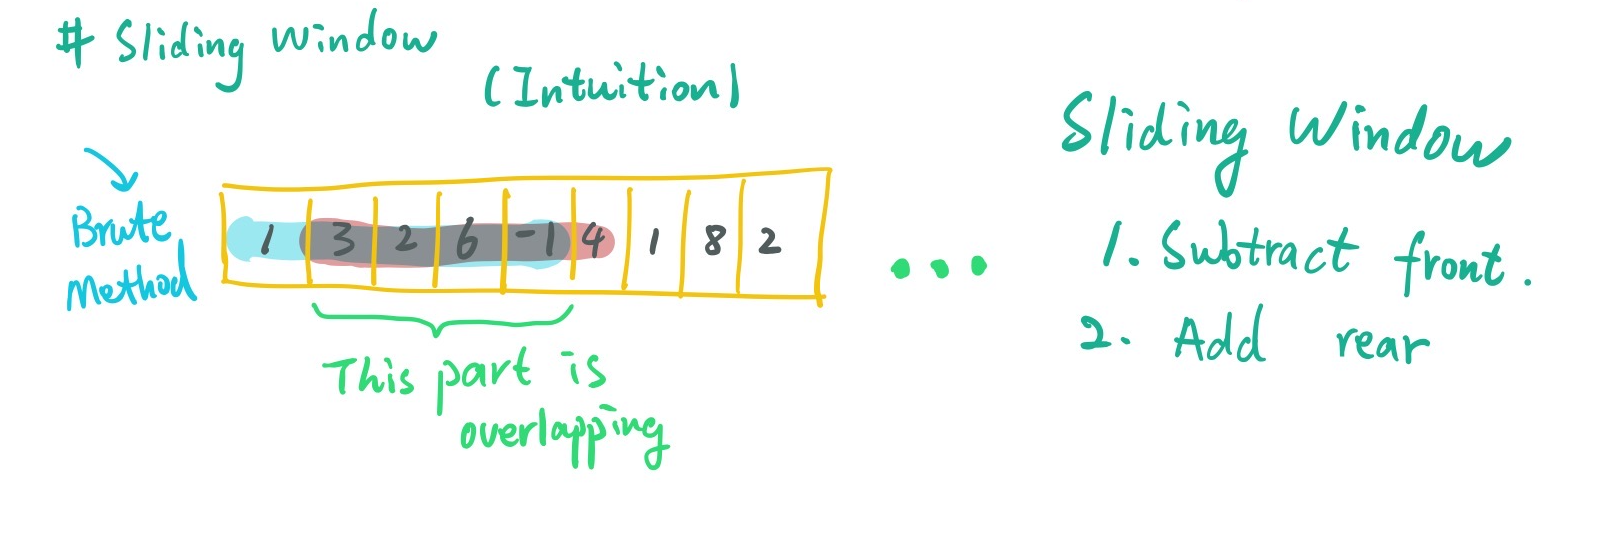 # Sliding Window
(Intuition)
Brute
Method
1 3 2 6 -1 4 1 8 2
This part is
overlapping
Sliding Window
1. Subtract front.
2. Add rear